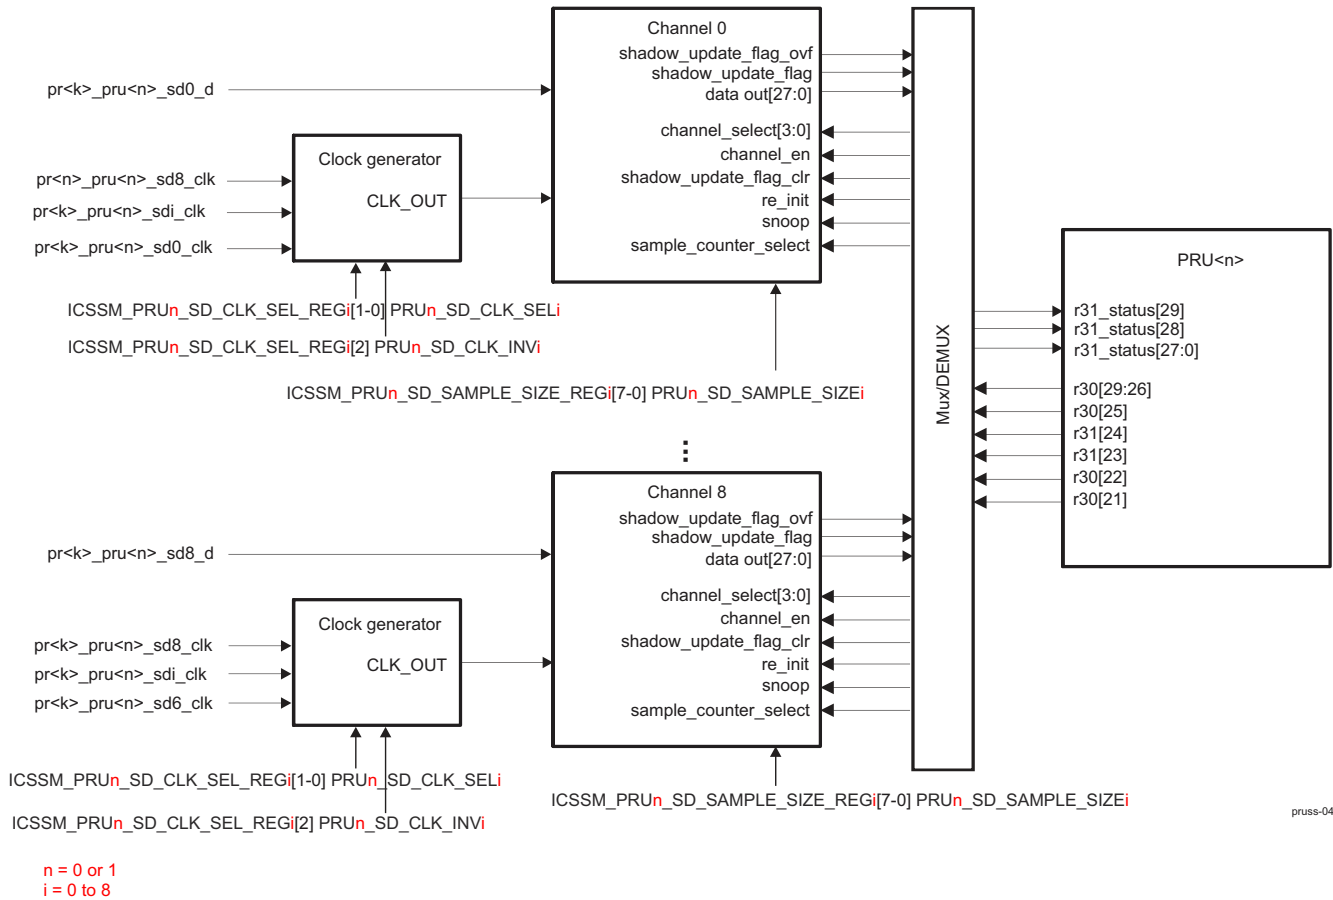 Channel 0
shadow_update_flag_ovf
shadow_update_flag
data out[27:0]
channel_select[3:0]
channel_en
shadow_update_flag_clr
re_init
snoop
sample_counter_select
pr<k>_pru<n>_sd0_d
Clock generator
CLK_OUT
pr<n>_pru<n>_sd8_clk
pr<k>_pru<n>_sdi_clk
pr<k>_pru<n>_sd0_clk
ICSSM_PRUn_SD_CLK_SEL_REGi[1-0] PRUn_SD_CLK_SELi
ICSSM_PRUn_SD_CLK_SEL_REGi[2] PRUn_SD_CLK_INVi
ICSSM_PRUn_SD_SAMPLE_SIZE_REGi[7-0] PRUn_SD_SAMPLE_SIZEi
Mux/DEMUX
PRU<n>
r31_status[29]
r31_status[28]
r31_status[27:0]
r30[29:26]
r30[25]
r31[24]
r31[23]
r30[22]
r30[21]
Channel 8
shadow_update_flag_ovf
shadow_update_flag
data out[27:0]
channel_select[3:0]
channel_en
shadow_update_flag_clr
re_init
snoop
sample_counter_select
pr<k>_pru<n>_sd8_d
Clock generator
CLK_OUT
pr<k>_pru<n>_sd8_clk
pr<k>_pru<n>_sdi_clk
pr<k>_pru<n>_sd6_clk
ICSSM_PRUn_SD_CLK_SEL_REGi[1-0] PRUn_SD_CLK_SELi
ICSSM_PRUn_SD_CLK_SEL_REGi[2] PRUn_SD_CLK_INVi
ICSSM_PRUn_SD_SAMPLE_SIZE_REGi[7-0] PRUn_SD_SAMPLE_SIZEi
pruss-04
n = 0 or 1
i = 0 to 8